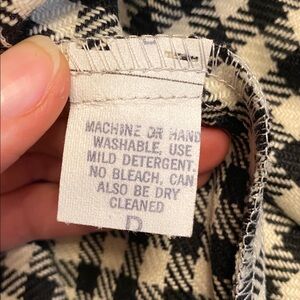 MACHINE OR HAND
WASHABLE, USE
MILD DETERGENT.
NO BLEACH, CAN
ALSO BE DRY
CLEANED
D